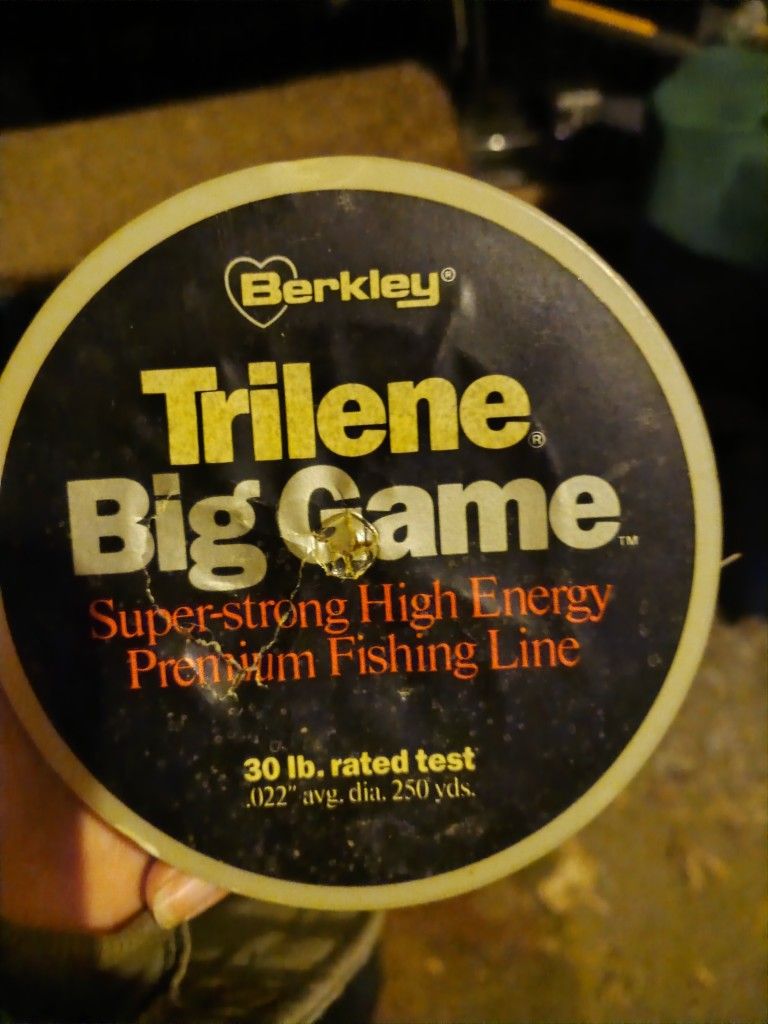 Berkley®
Trilene®
Big Game™
Super-strong High Energy
Premium Fishing Line
30 lb. rated test
.022" avg. dia. 250 yds.